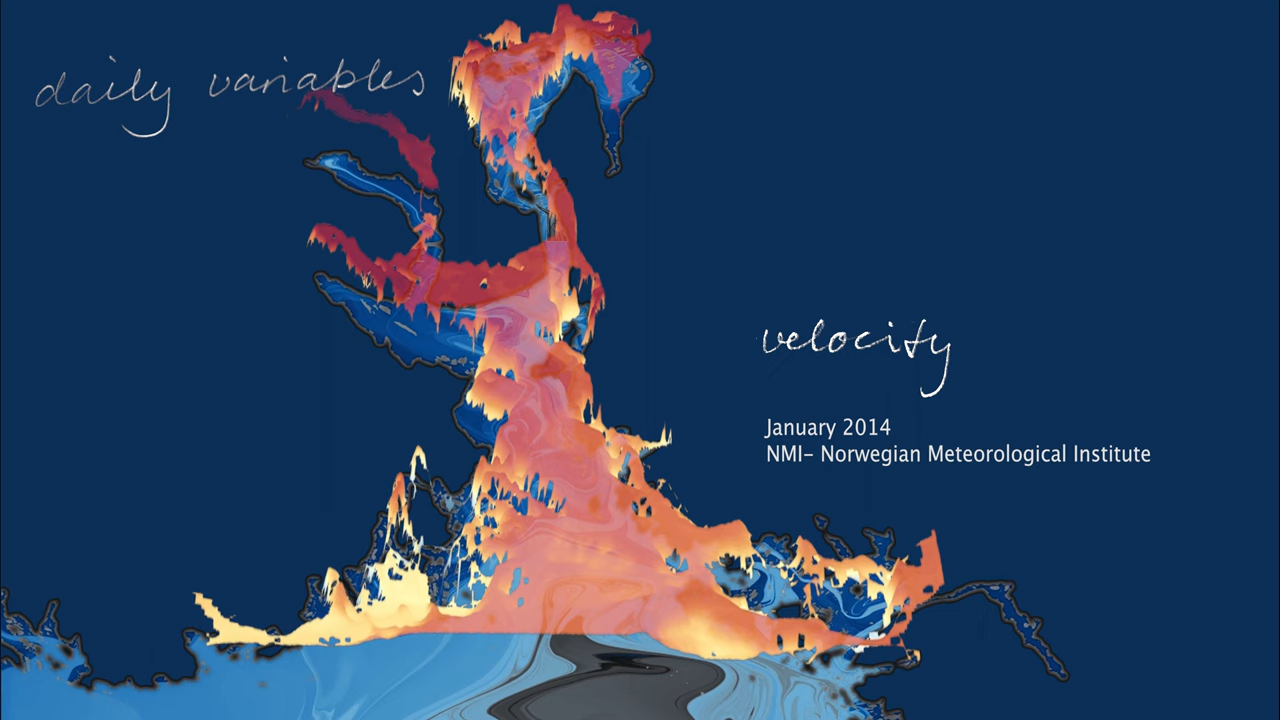 daily variables
velocity
January 2014
NMI– Norwegian Meteorological Institute